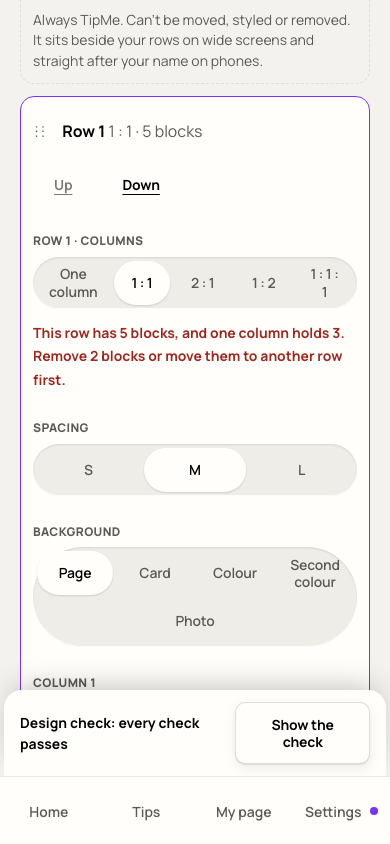 Always TipMe. Can't be moved, styled or removed.
It sits beside your rows on wide screens and
straight after your name on phones.
Row 1 1 : 1 · 5 blocks
Up Down
ROW 1 · COLUMNS
One column 1 : 1 2 : 1 1 : 2 1 : 1 : 1
This row has 5 blocks, and one column holds 3.
Remove 2 blocks or move them to another row
first.
SPACING
S M L
BACKGROUND
Page Card Colour Second colour
Photo
COLUMN 1
Design check: every check
passes
Show the
check
Home Tips My page Settings